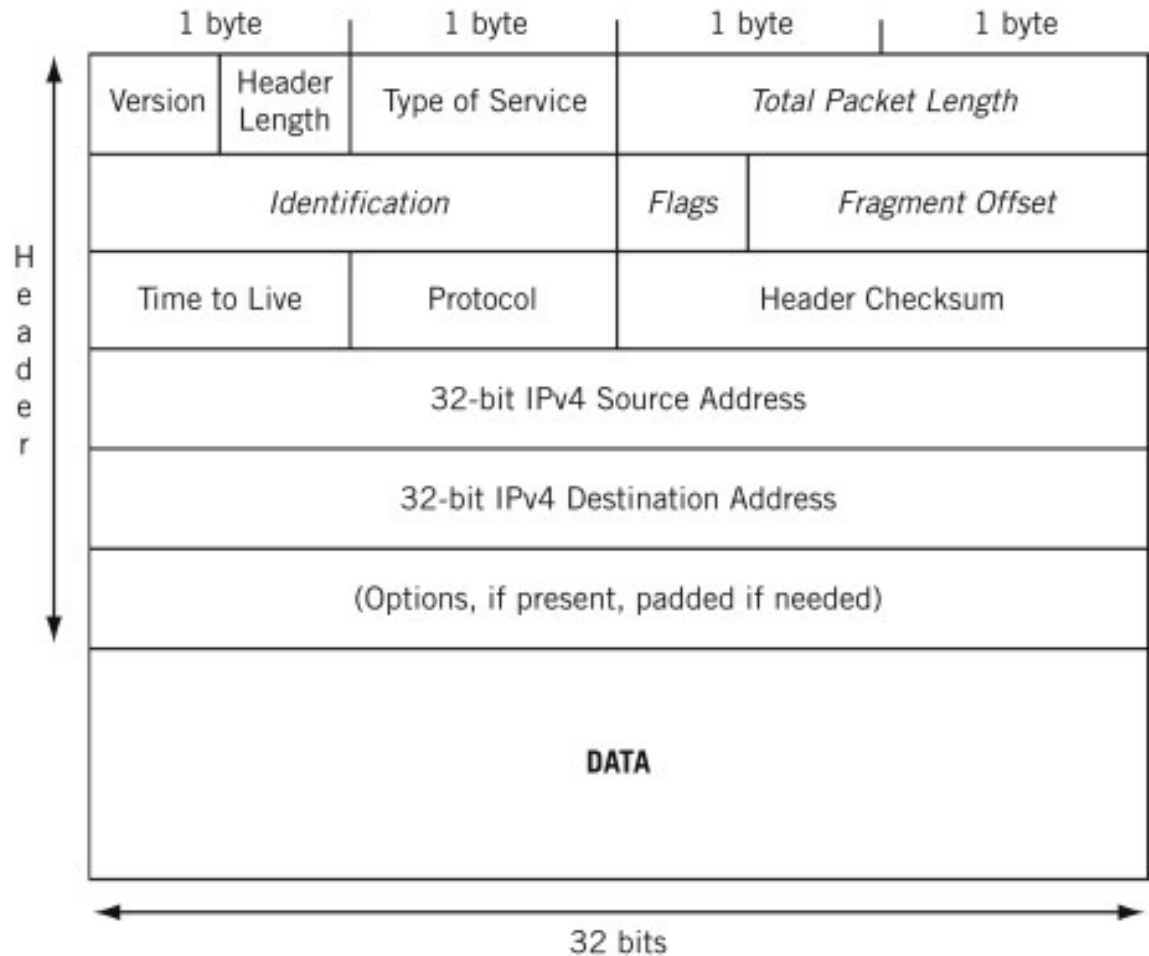 1 byte 1 byte 1 byte 1 byte
Version Header Length Type of Service Total Packet Length
Identification Flags Fragment Offset
Time to Live Protocol Header Checksum
32-bit IPv4 Source Address
32-bit IPv4 Destination Address
(Options, if present, padded if needed)
Header
DATA
32 bits